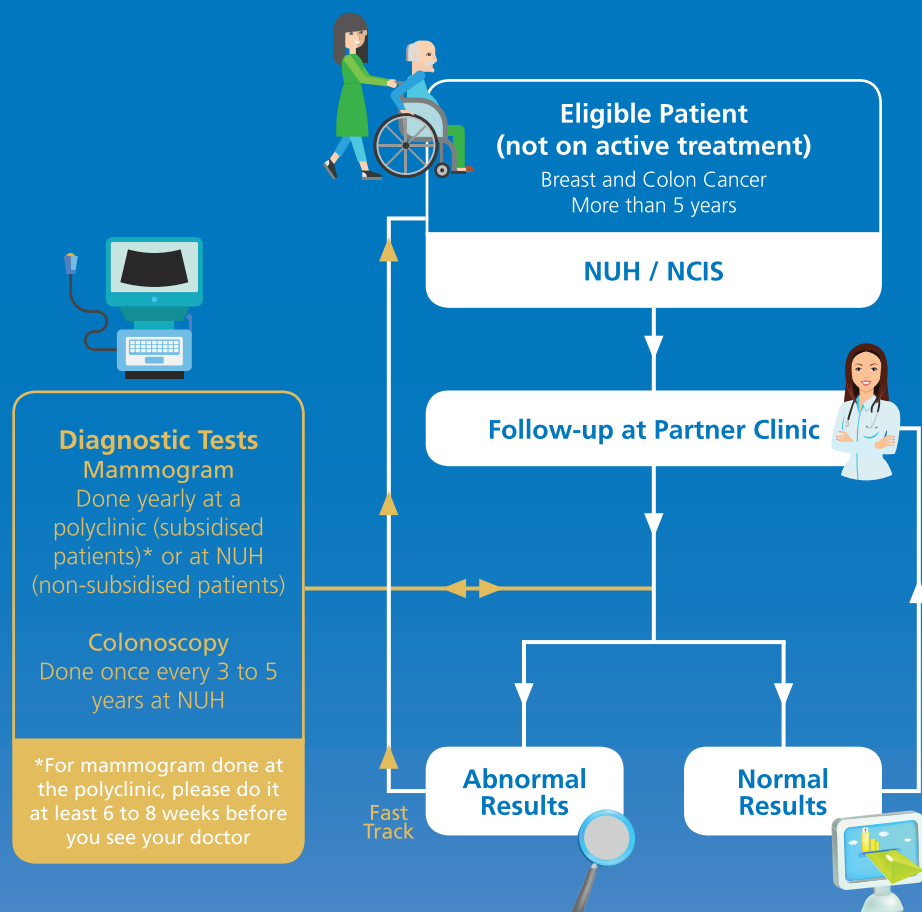 Eligible Patient
(not on active treatment)
Breast and Colon Cancer
More than 5 years
NUH / NCIS
Follow-up at Partner Clinic
Diagnostic Tests
Mammogram
Done yearly at a
polyclinic (subsidised
patients)* or at NUH
(non-subsidised patients)
Colonoscopy
Done once every 3 to 5
years at NUH
*For mammogram done at
the polyclinic, please do it
at least 6 to 8 weeks before
you see your doctor
Fast
Track
Abnormal
Results
Normal
Results